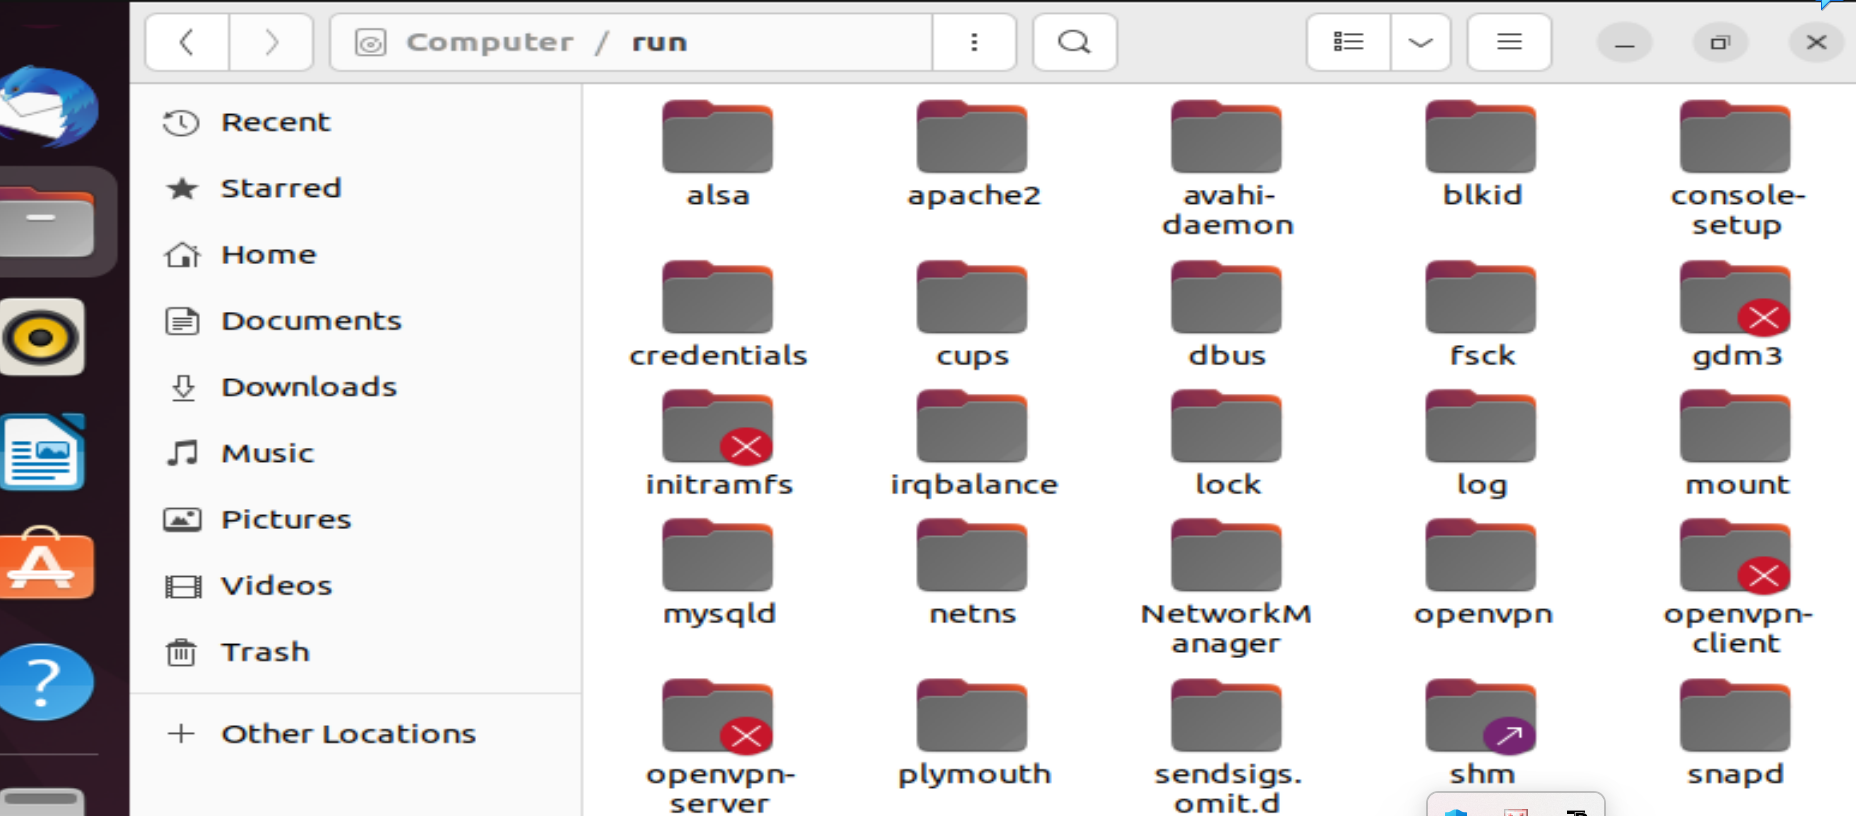 Computer / run
Recent
Starred
Home
Documents
Downloads
Music
Pictures
Videos
Trash
Other Locations
alsa
apache2
avahi-
daemon
blkid
console-
setup
credentials
cups
dbus
fsck
gdm3
initramfs
irqbalance
lock
log
mount
mysqld
netns
NetworkM
anager
openvpn
openvpn-
client
openvpn-
server
plymouth
sendsigs.
omit.d
shm
snapd